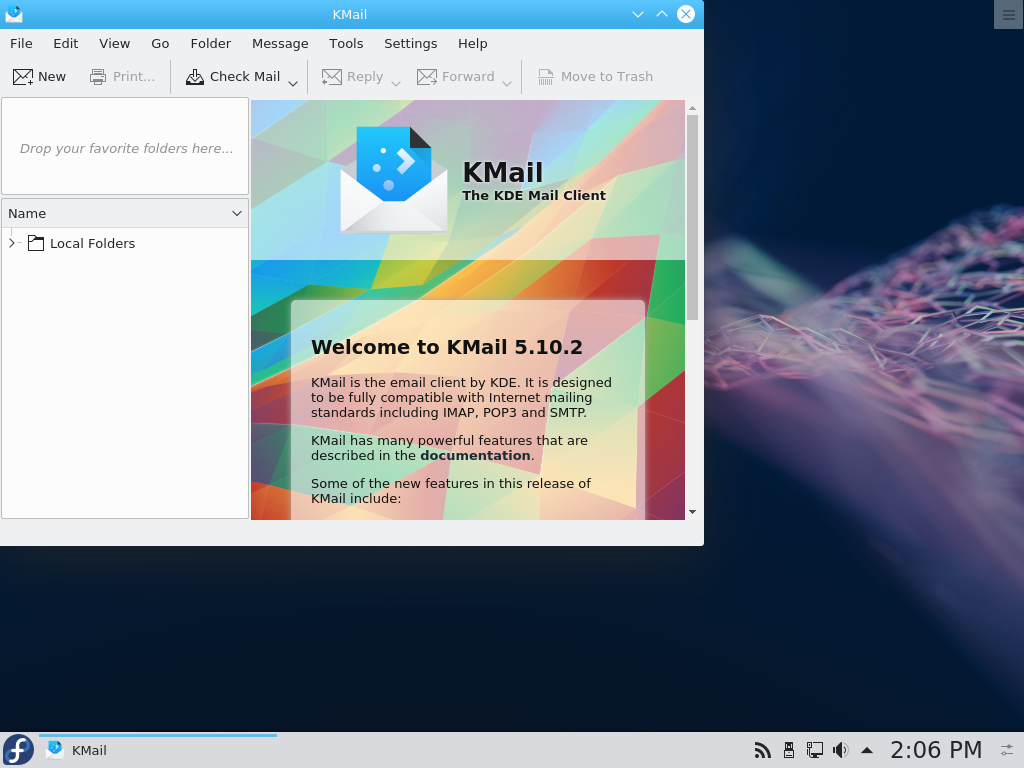 KMail
File Edit View Go Folder Message Tools Settings Help
New Print... Check Mail Reply Forward Move to Trash
Drop your favorite folders here...
Name
Local Folders
KMail
The KDE Mail Client
Welcome to KMail 5.10.2
KMail is the email client by KDE. It is designed
to be fully compatible with Internet mailing
standards including IMAP, POP3 and SMTP.
KMail has many powerful features that are
described in the documentation.
Some of the new features in this release of
KMail include:
KMail
2:06 PM